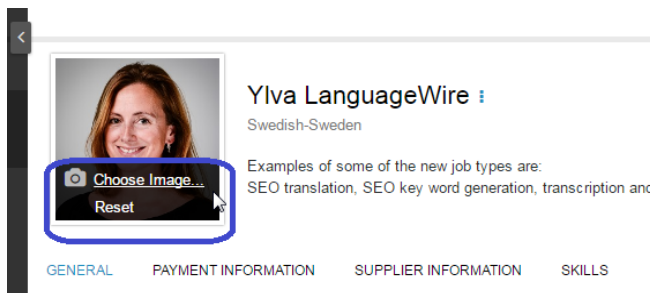 Ylva LanguageWire
Swedish-Sweden
Examples of some of the new job types are:
SEO translation, SEO key word generation, transcription and
Choose Image...
Reset
GENERAL PAYMENT INFORMATION SUPPLIER INFORMATION SKILLS